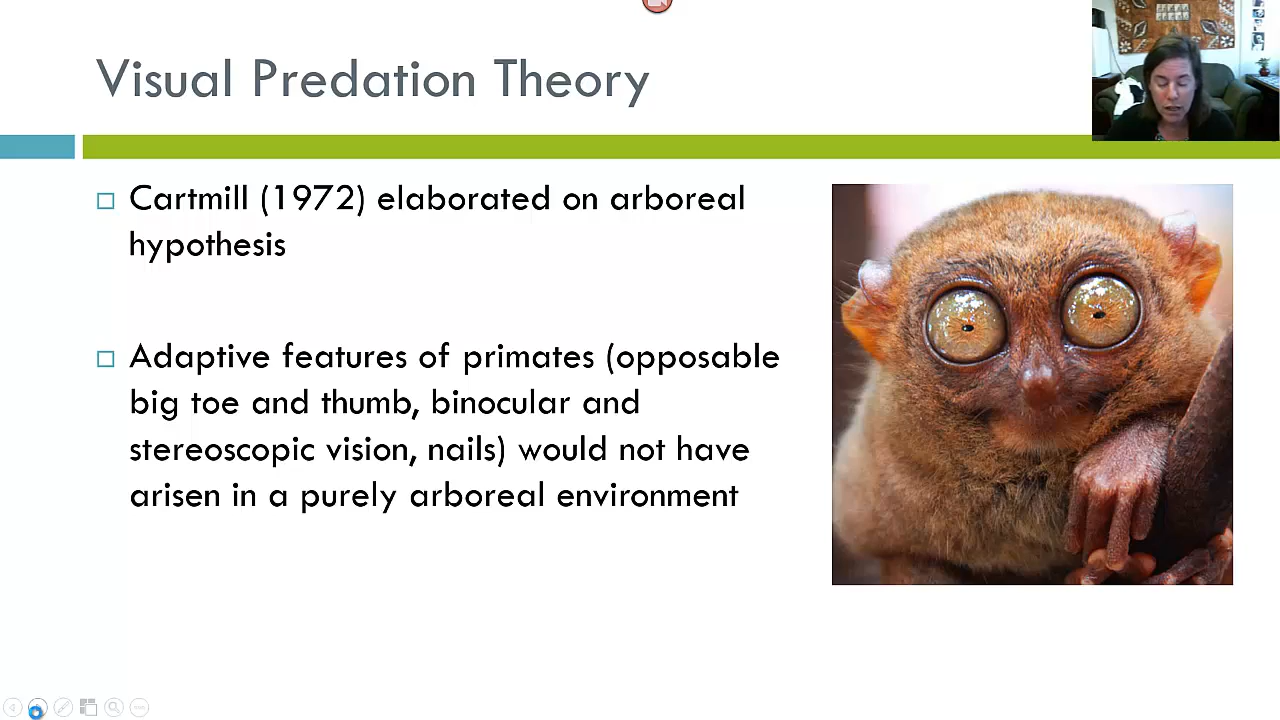 Visual Predation Theory
Cartmill (1972) elaborated on arboreal
hypothesis
Adaptive features of primates (opposable
big toe and thumb, binocular and
stereoscopic vision, nails) would not have
arisen in a purely arboreal environment